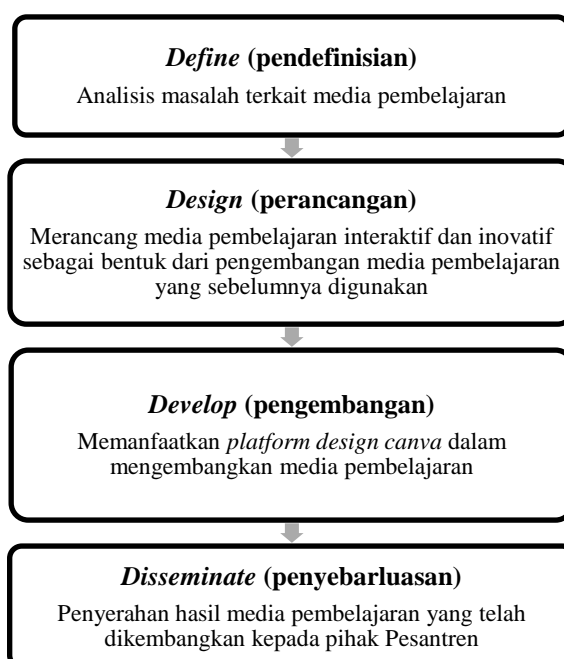 Define (pendefinisian)
Analisis masalah terkait media pembelajaran
Design (perancangan)
Merancang media pembelajaran interaktif dan inovatif
sebagai bentuk dari pengembangan media pembelajaran
yang sebelumnya digunakan
Develop (pengembangan)
Memanfaatkan platform design canva dalam
mengembangkan media pembelajaran
Disseminate (penyebarluasan)
Penyerahan hasil media pembelajaran yang telah
dikembangkan kepada pihak Pesantren